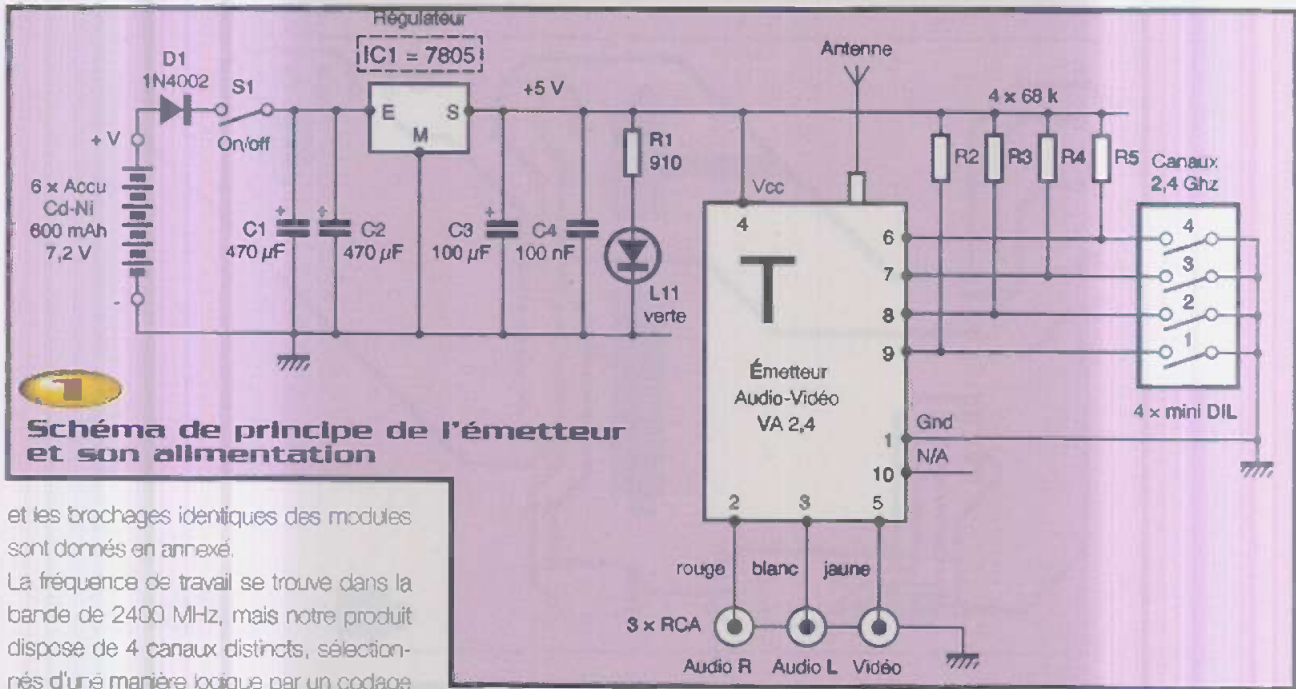 Régulateur
IC1 = 7805
D1
1N4002
S1
On/off
E
S
M
+5 V
Antenne
4 x 68 k
+ V
6 x Accu
Cd-Ni
600 mAh
7,2 V
-
+
C1
470 µF
+
C2
470 µF
+
C3
100 µF
C4
100 nF
R1
910
L11
verte
R2
R3
R4
R5
Canaux
2,4 Ghz
Vcc
4
T
Émetteur
Audio-Vidéo
VA 2,4
6
7
8
9
1
10
Gnd
N/A
4
3
2
1
4 x mini DIL
2
3
5
rouge
blanc
jaune
3 x RCA
Audio R
Audio L
Vidéo
1
Schéma de principe de l'émetteur
et son alimentation
et les brochages identiques des modules
sont donnés en annexé.
La fréquence de travail se trouve dans la
bande de 2400 MHz, mais notre produit
dispose de 4 canaux distincts, sélection-
nés d'une manière logique par un codage